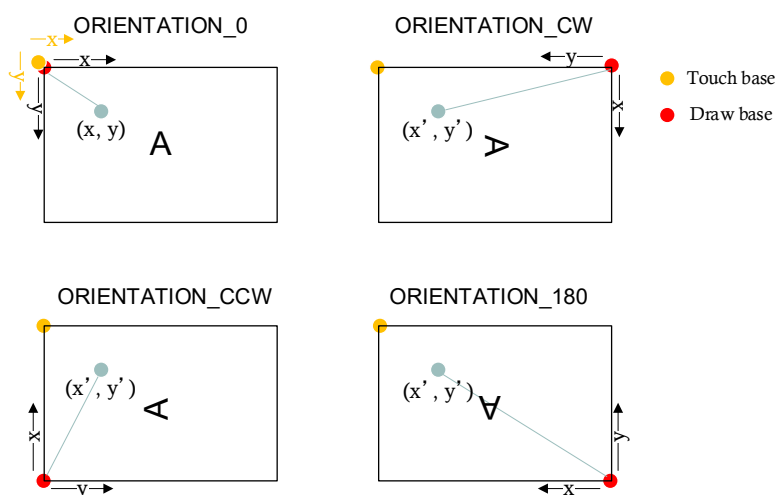 ORIENTATION_0
x
x
y
y
(x, y)
A
ORIENTATION_CW
y
x
(x’, y’)
A
Touch base
Draw base
ORIENTATION_CCW
(x’, y’)
A
x
y
ORIENTATION_180
(x’, y’)
A
y
x